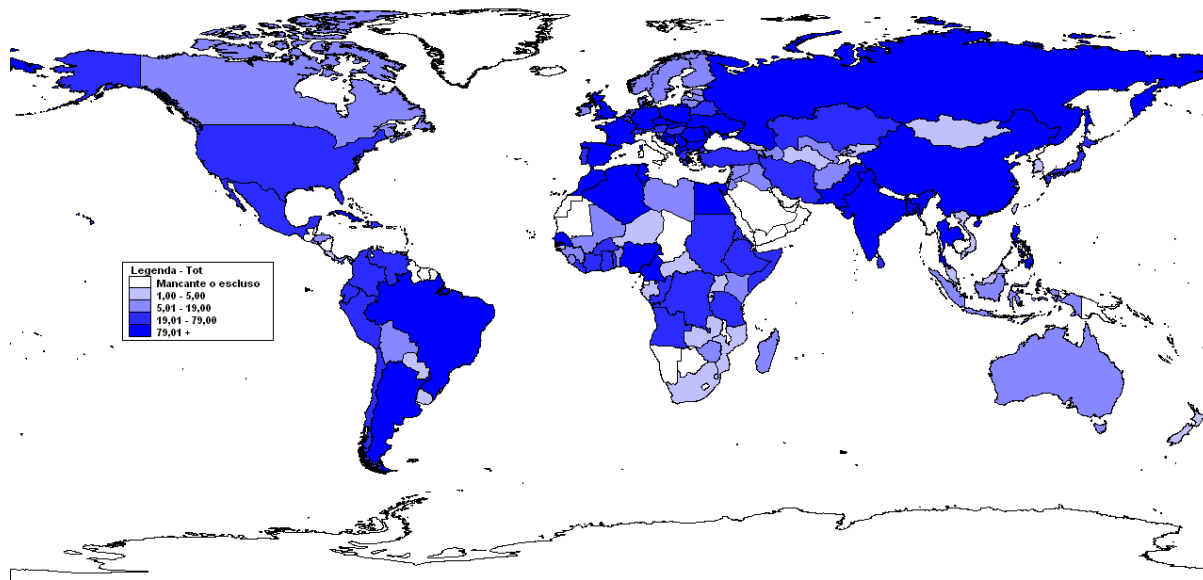 Legenda - Tot
Mancante o escluso
1,00 - 5,00
5,01 - 19,00
19,01 - 79,00
79,01 +